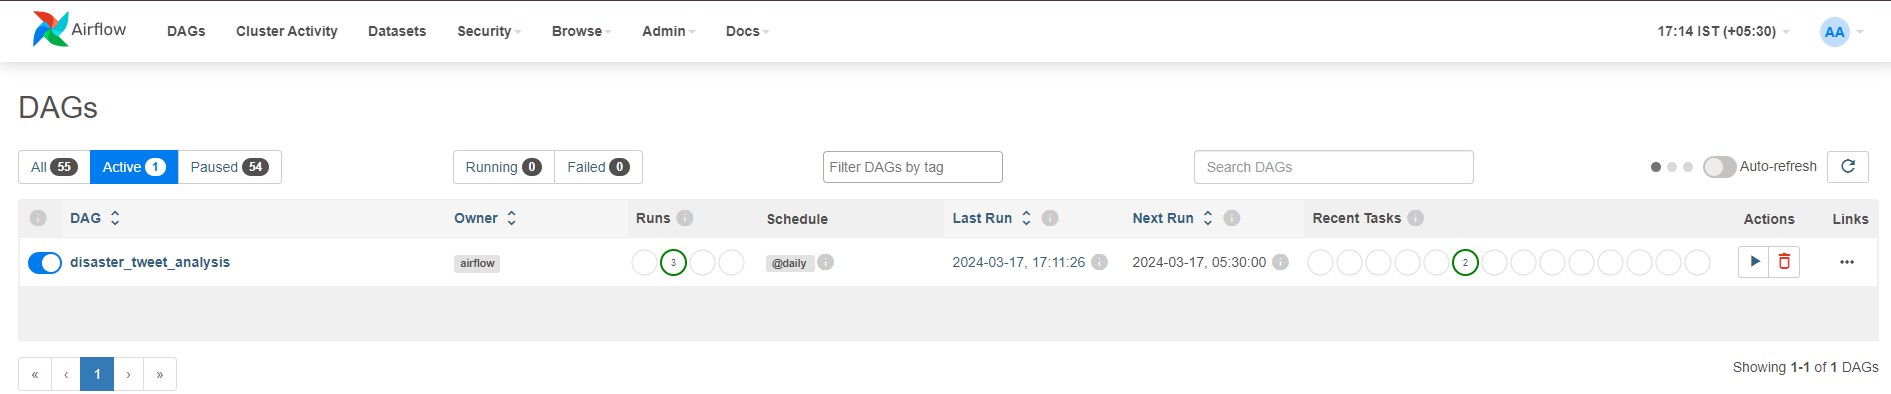 Airflow DAGs Cluster Activity Datasets Security Browse Admin Docs 17:14 IST (+05:30) AA
DAGs
All 55 Active 1 Paused 54 Running 0 Failed 0 Filter DAGs by tag Search DAGs Auto-refresh
i DAG Owner Runs i Schedule Last Run i Next Run i Recent Tasks i Actions Links
disaster_tweet_analysis airflow 3 @daily i 2024-03-17, 17:11:26 i 2024-03-17, 05:30:00 i 2 ...
« ‹ 1 › » Showing 1-1 of 1 DAGs